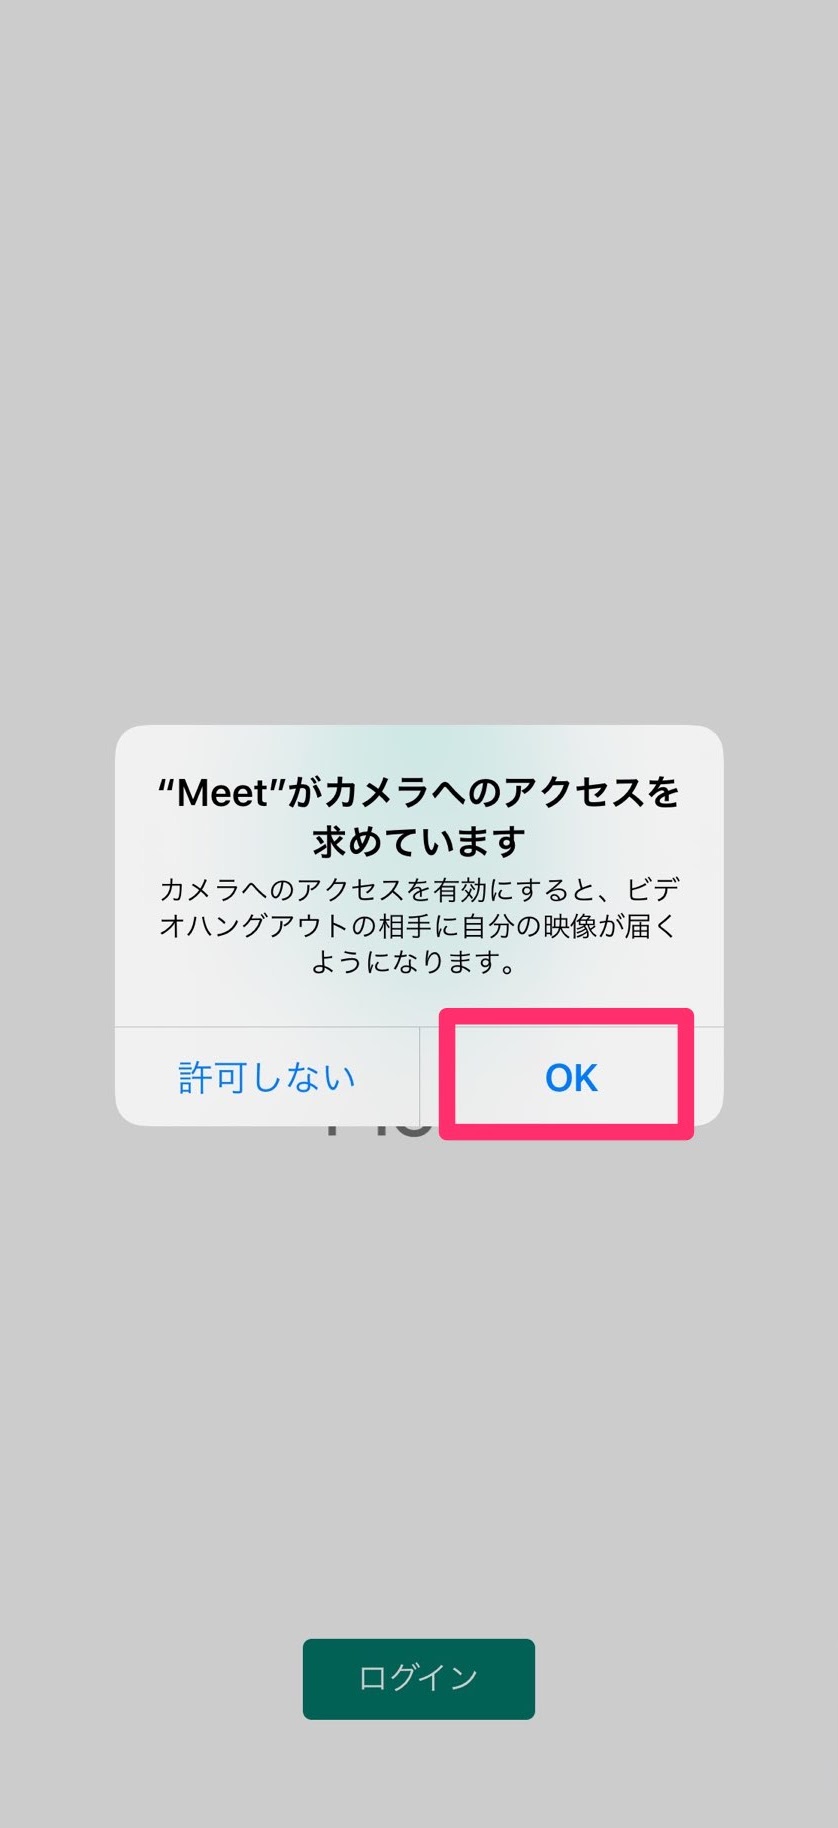 “Meet”がカメラへのアクセスを
求めています
カメラへのアクセスを有効にすると、ビデ
オハングアウトの相手に自分の映像が届く
ようになります。
許可しない
OK
ログイン